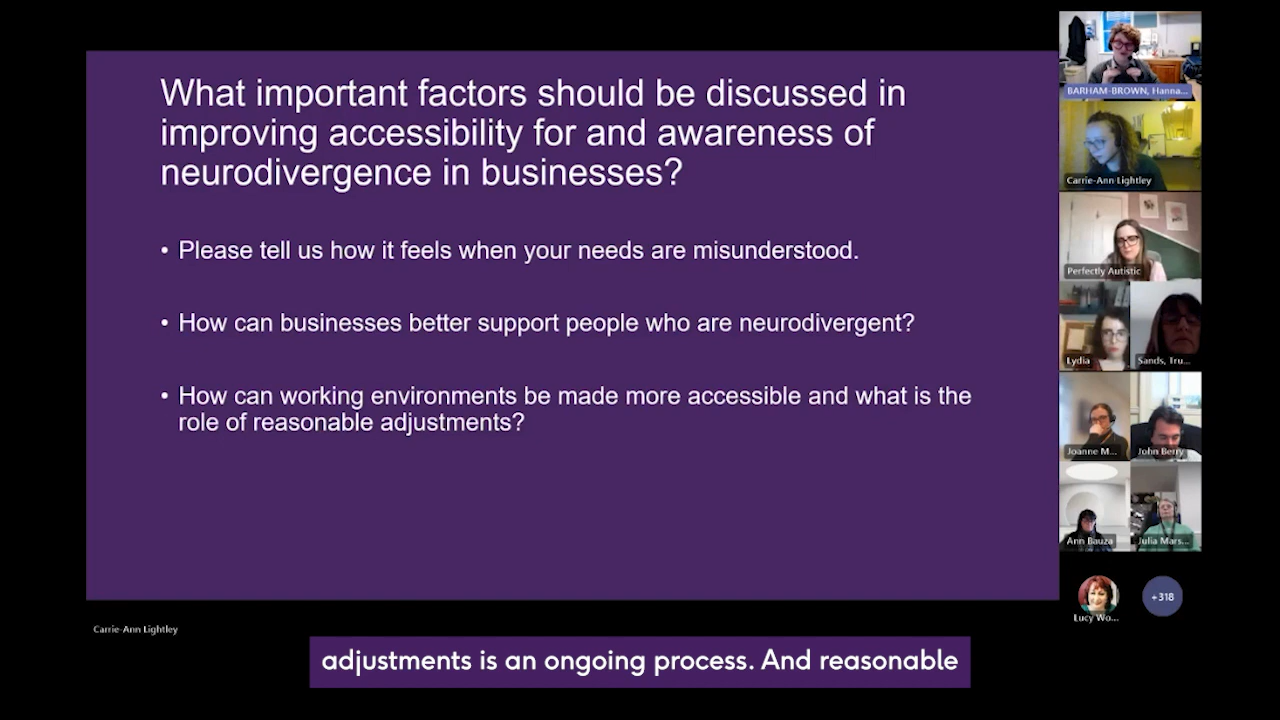 What important factors should be discussed in
improving accessibility for and awareness of
neurodivergence in businesses?
• Please tell us how it feels when your needs are misunderstood.
• How can businesses better support people who are neurodivergent?
• How can working environments be made more accessible and what is the
role of reasonable adjustments?
BARHAM-BROWN, Hanna...
Carrie-Ann Lightley
Perfectly Autistic
Lydia
Sands, Tru...
Joanne M...
John Berry
Ann Bauza
Julia Mars...
Lucy Wo...
+318
Carrie-Ann Lightley
adjustments is an ongoing process. And reasonable